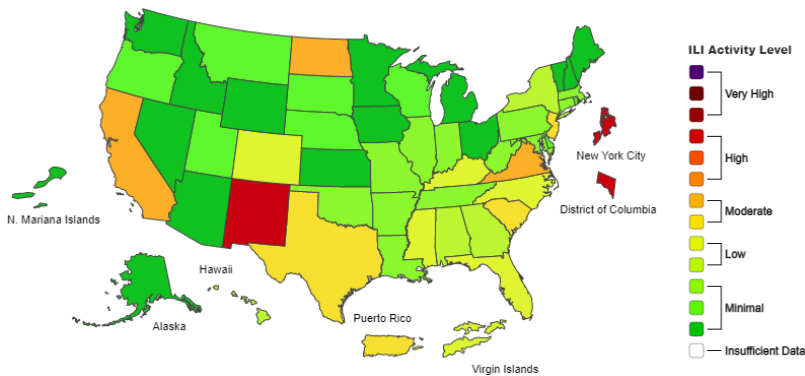 ILI Activity Level
Very High
High
Moderate
Low
Minimal
Insufficient Data
New York City
District of Columbia
N. Mariana Islands
Hawaii
Alaska
Puerto Rico
Virgin Islands